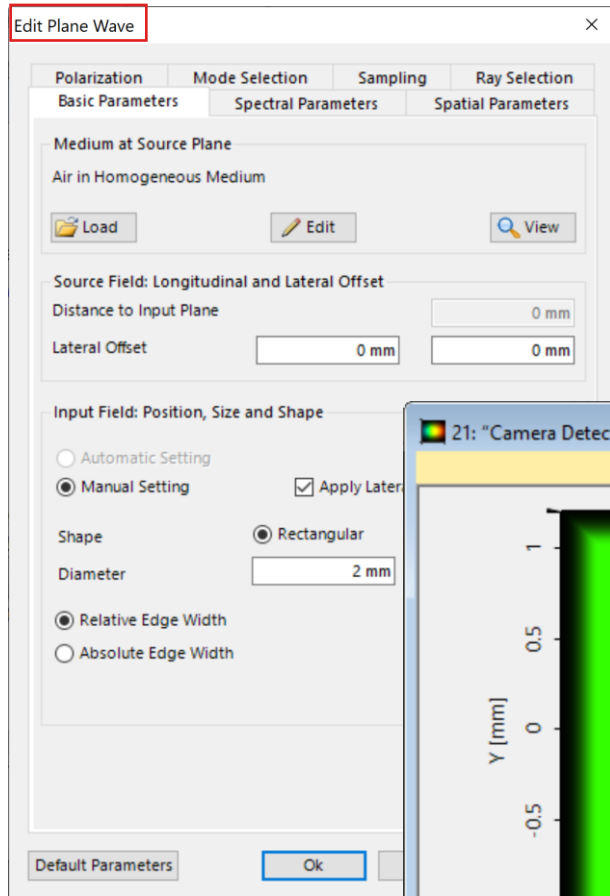 Edit Plane Wave
Polarization Mode Selection Sampling Ray Selection
Basic Parameters Spectral Parameters Spatial Parameters
Medium at Source Plane
Air in Homogeneous Medium
Load Edit View
Source Field: Longitudinal and Lateral Offset
Distance to Input Plane 0 mm
Lateral Offset 0 mm 0 mm
Input Field: Position, Size and Shape
Automatic Setting
Manual Setting Apply Latera
Shape Rectangular
Diameter 2 mm
Relative Edge Width
Absolute Edge Width
Default Parameters Ok
21: "Camera Detec
1
0.5
0
-0.5
Y [mm]